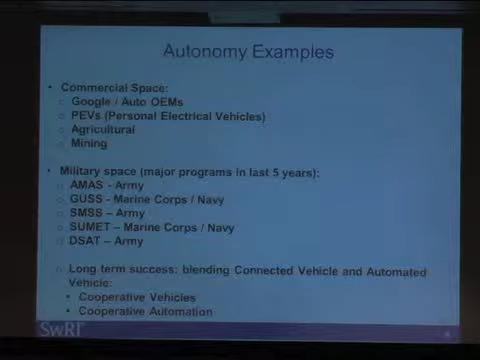 Autonomy Examples
• Commercial Space:
○ Google / Auto OEMs
○ PEVs (Personal Electrical Vehicles)
○ Agricultural
○ Mining
• Military space (major programs in last 5 years):
○ AMAS - Army
○ GUSS - Marine Corps / Navy
○ SMSS – Army
○ SUMET – Marine Corps / Navy
○ DSAT – Army
○ Long term success: blending Connected Vehicle and Automated
Vehicle:
• Cooperative Vehicles
• Cooperative Automation
SwRI